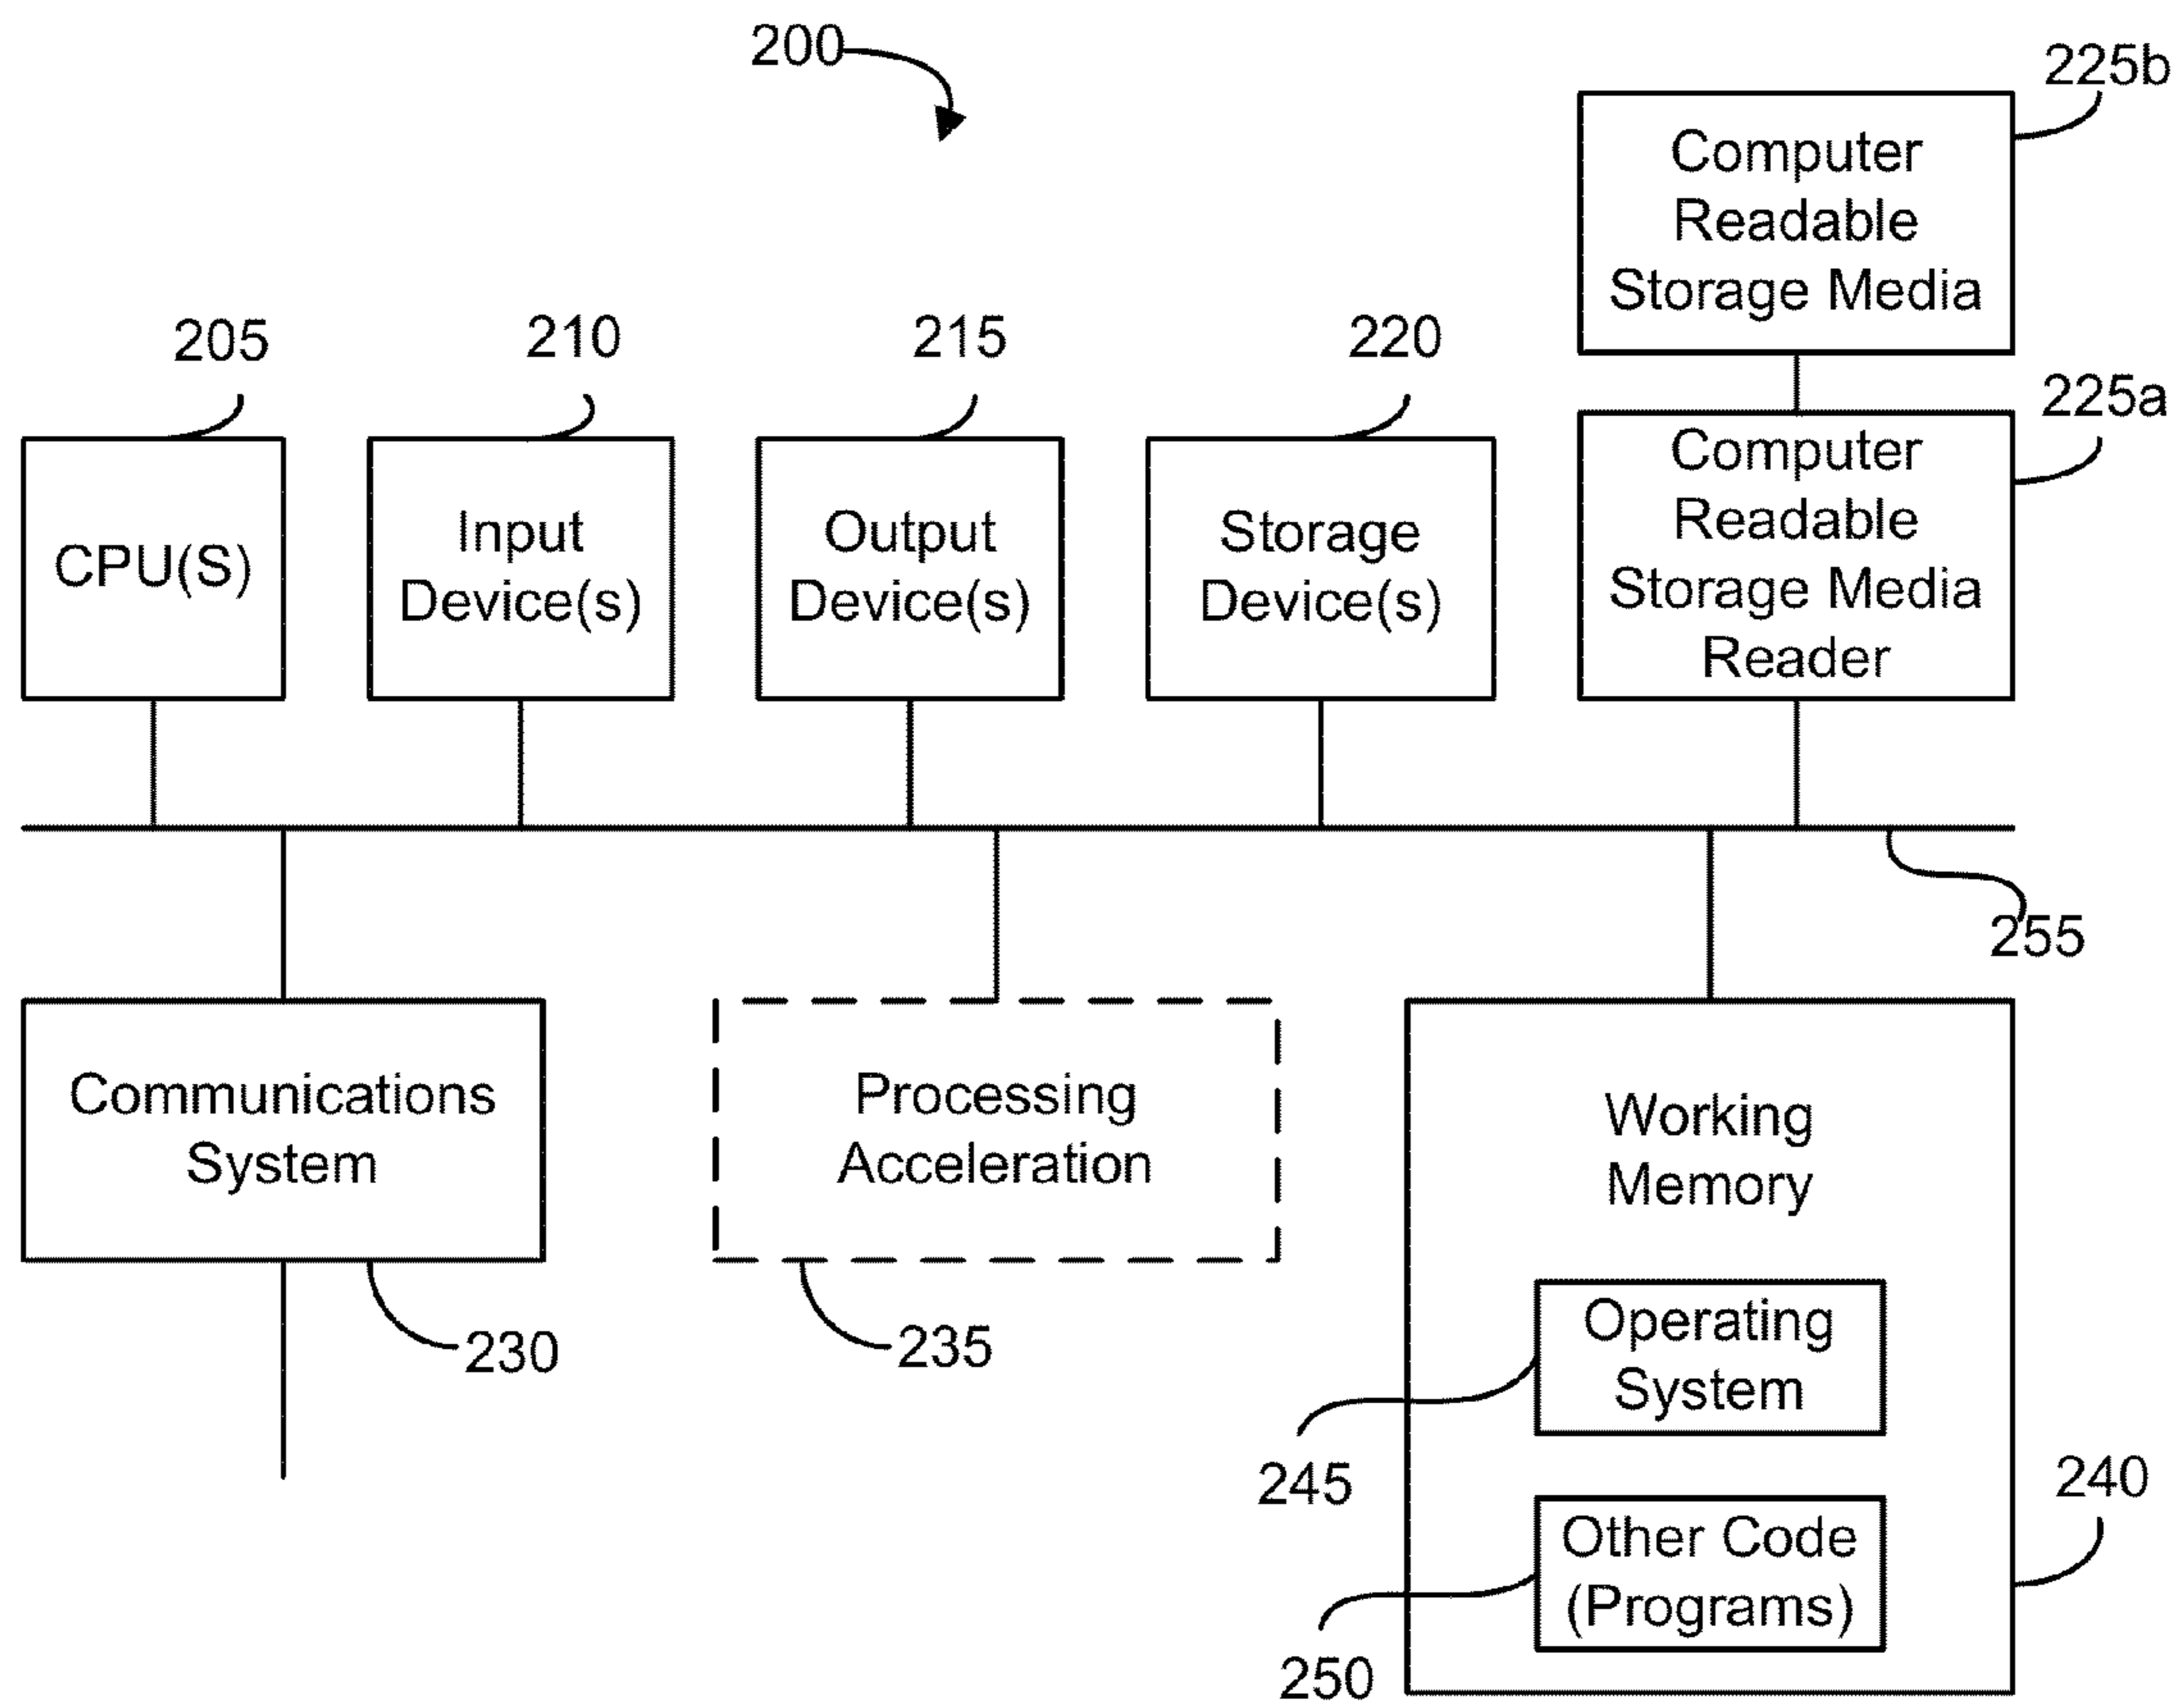 200
225b
Computer
Readable
Storage Media
205
210
215
220
225a
CPU(S)
Input
Device(s)
Output
Device(s)
Storage
Device(s)
Computer
Readable
Storage Media
Reader
255
Communications
System
230
Processing
Acceleration
235
Working
Memory
Operating
System
245
240
Other Code
(Programs)
250